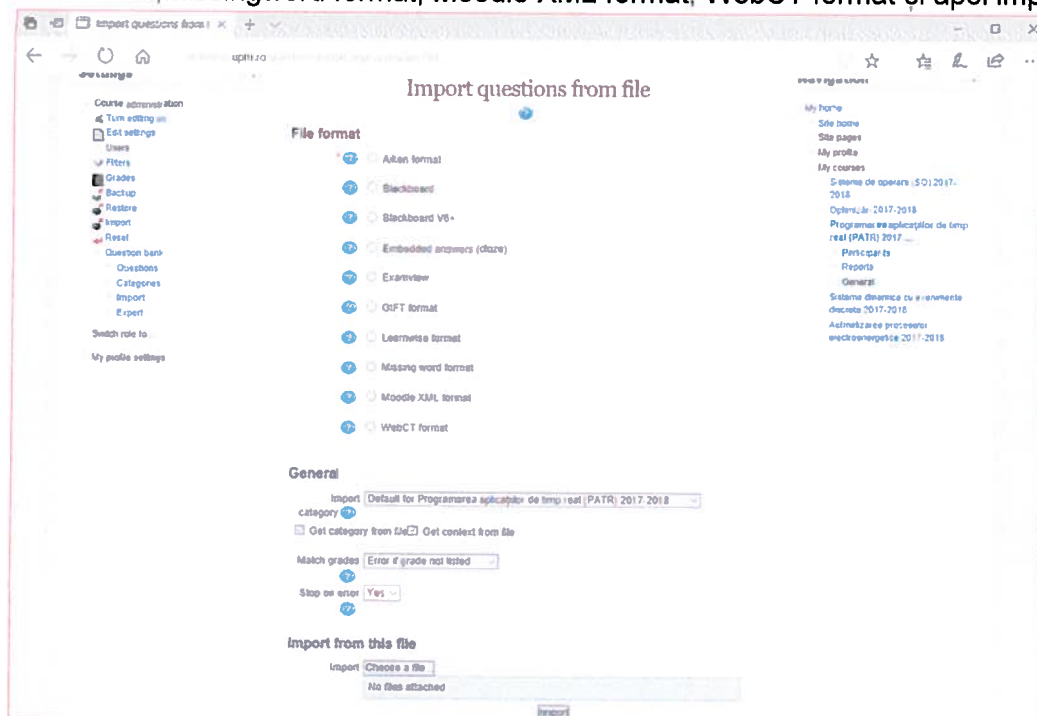 format, Moodle XML format, WebCT format și apoi
Import questions from
Settings
Course administration
Turn editing on
Edit settings
Users
Filters
Grades
Backup
Restore
Import
Reset
Question bank
Questions
Categories
Import
Export
Switch role to
My profile settings
Import questions from file
File format
Aiken format
Blackboard
Blackboard V6+
Embedded answers (cloze)
Examview
GIFT format
Learnwise format
Missing word format
Moodle XML format
WebCT format
General
Import
category
Default for Programarea aplicațiilor de timp real (PATR) 2017-2018
Get category from file Get context from file
Match grades Error if grade not listed
Stop on error Yes
Import from this file
Import Choose a file
No files attached
Import
Navigation
My home
Site home
Site pages
My profile
My courses
Sisteme de operare (SO) 2017-
2018
Optimizări 2017-2018
Programarea aplicațiilor de timp
real (PATR) 2017
Participants
Reports
General
Sisteme dinamice cu evenimente
discrete 2017-2018
electroenergetice 2017-2018